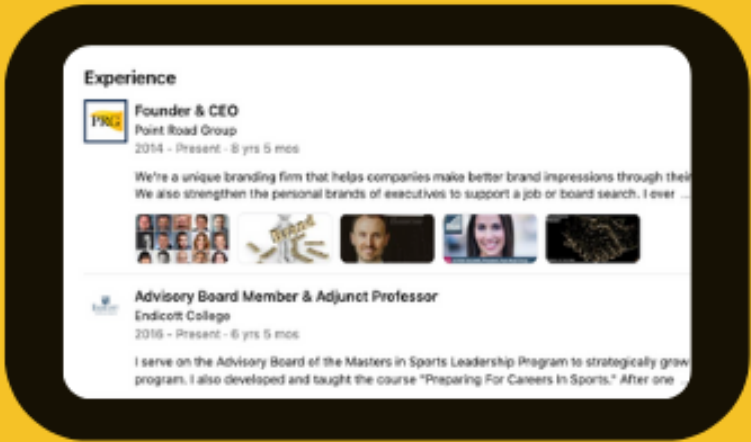 Experience
PRG
Founder & CEO
Point Road Group
2014 - Present · 8 yrs 5 mos
We're a unique branding firm that helps companies make better brand impressions through their
We also strengthen the personal brands of executives to support a job or board search. I over ...
Brand
Advisory Board Member & Adjunct Professor
Endicott College
2016 - Present · 6 yrs 5 mos
I serve on the Advisory Board of the Masters in Sports Leadership Program to strategically grow
program. I also developed and taught the course "Preparing For Careers In Sports." After one ...